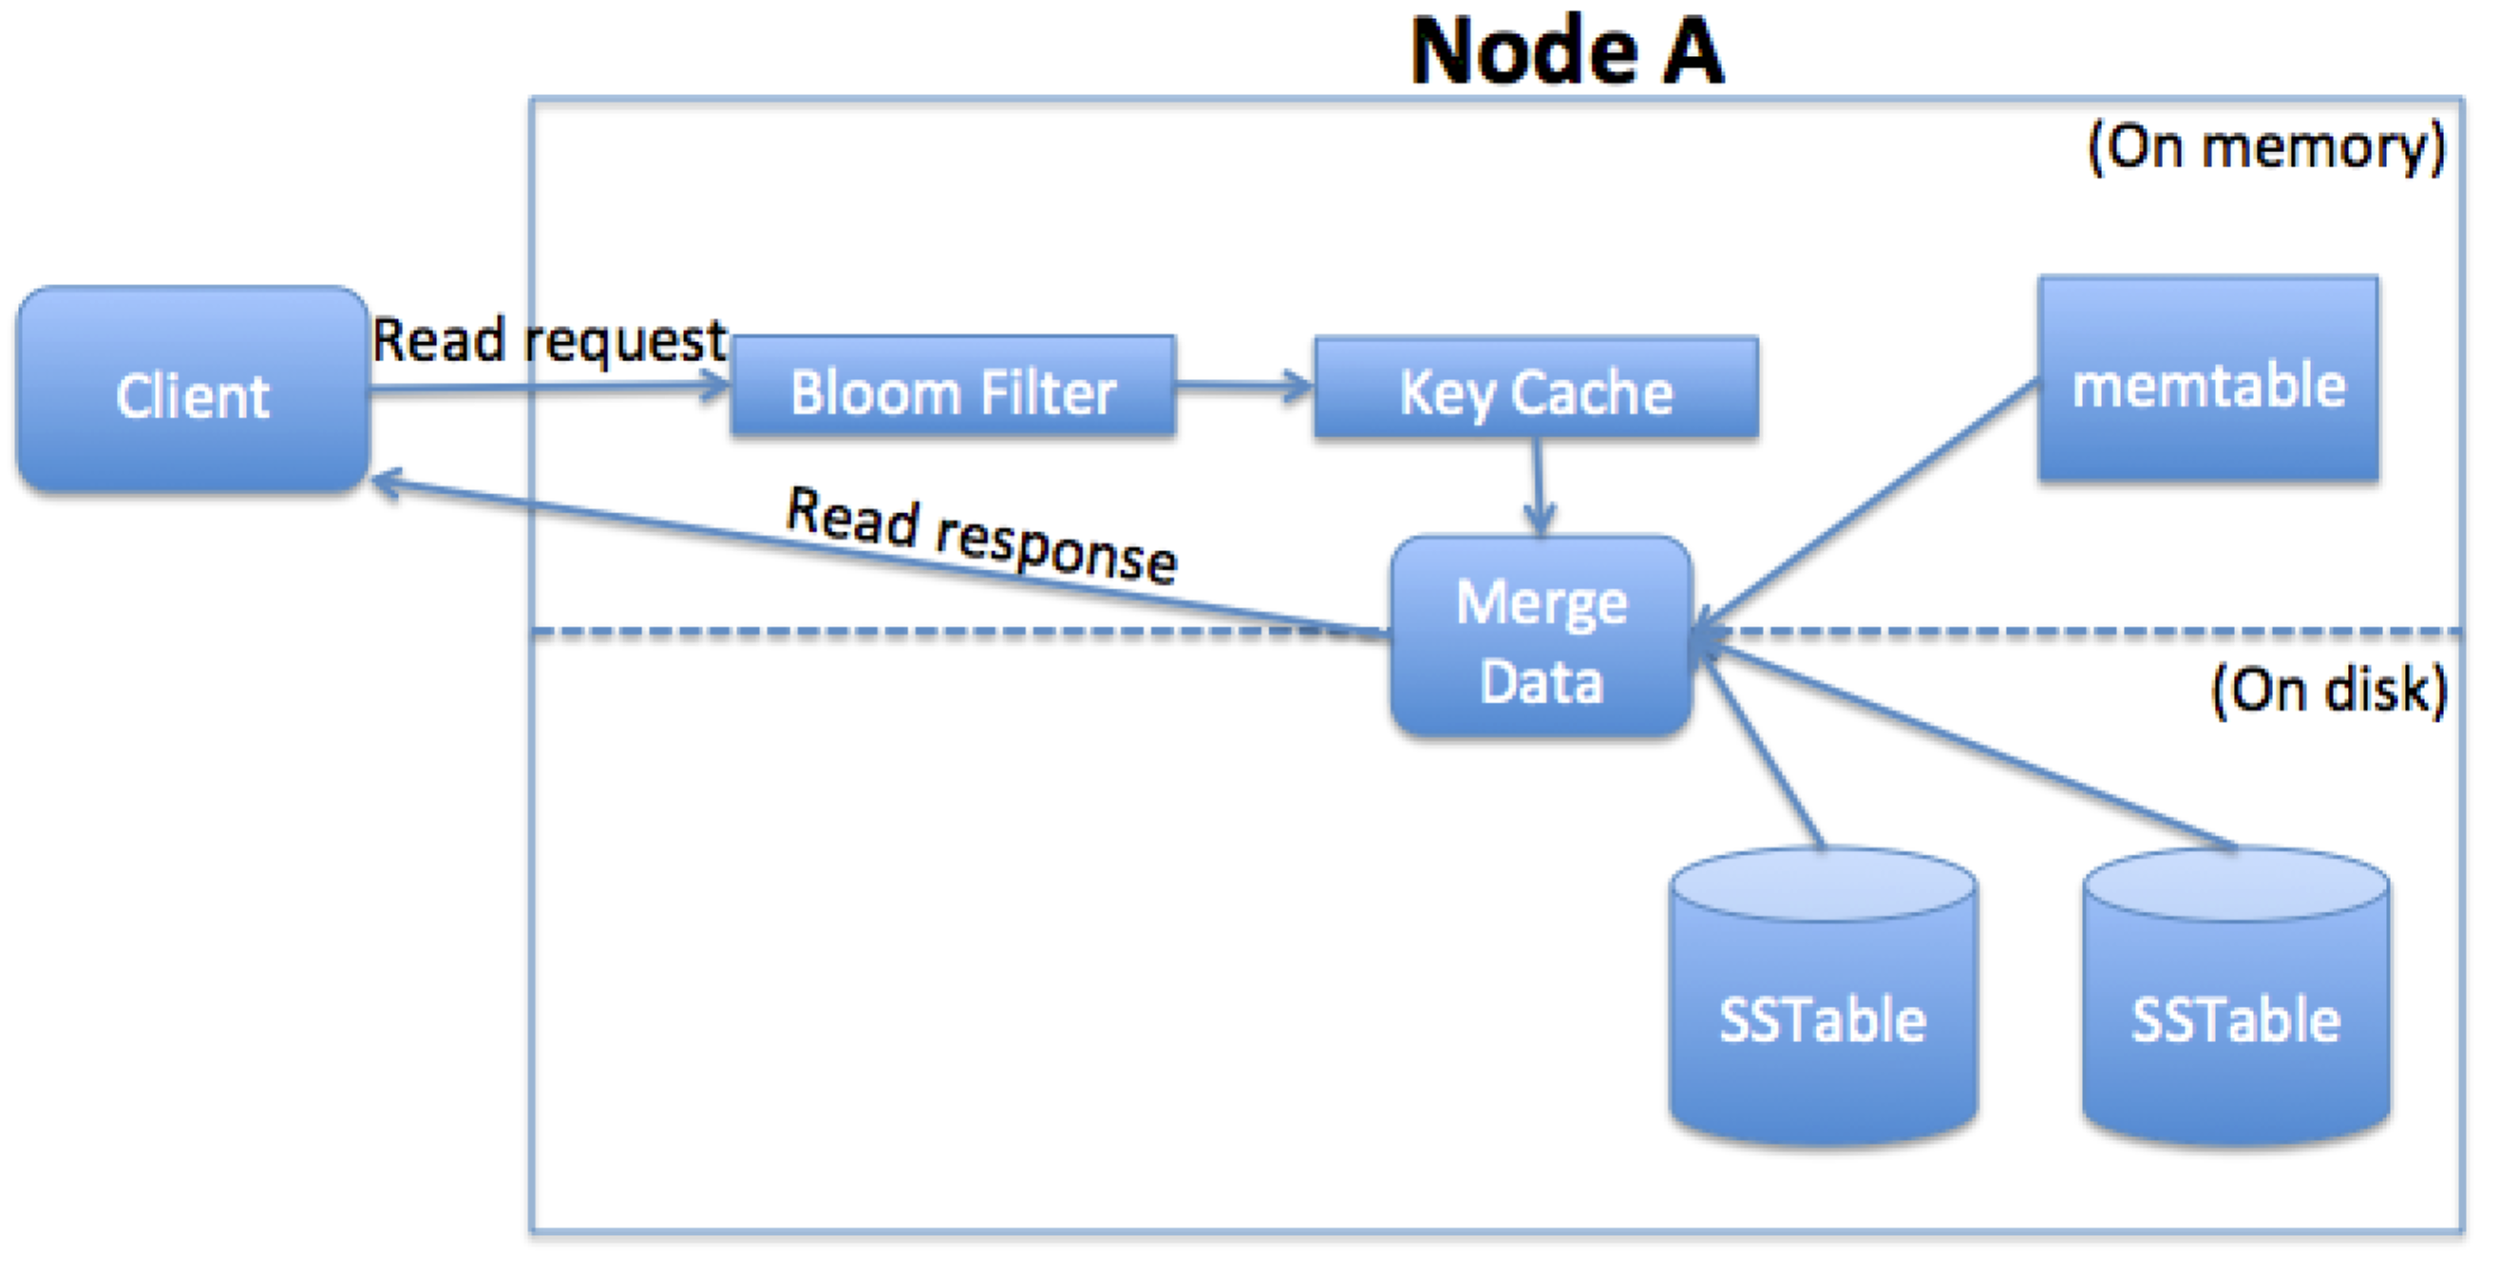 Node A
(On memory)
Client
Read request
Bloom Filter
Key Cache
memtable
Read response
Merge
Data
(On disk)
SSTable
SSTable